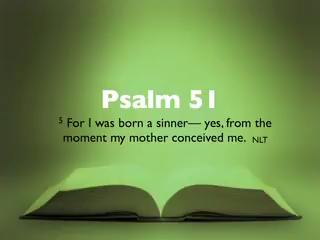 Psalm 51
5 For I was born a sinner— yes, from the
moment my mother conceived me. NLT